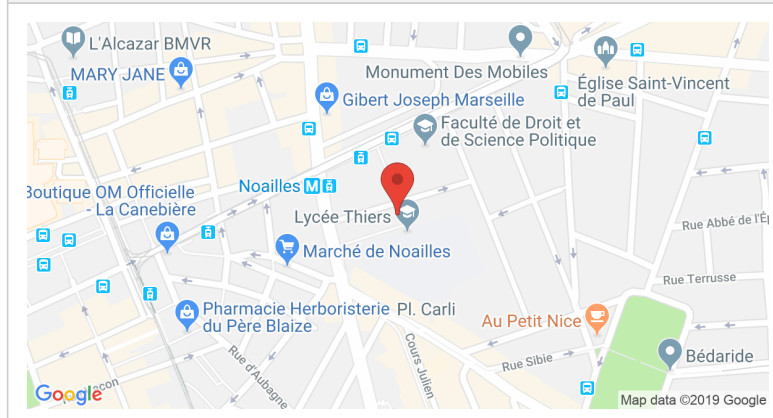 L'Alcazar BMVR
MARY JANE
Monument Des Mobiles
Église Saint-Vincent
de Paul
Gibert Joseph Marseille
Faculté de Droit et
de Science Politique
Noailles M
Boutique OM Officielle
- La Canebière
Lycée Thiers
Rue Abbé de l'Ép
Marché de Noailles
Rue Terrusse
Pharmacie Herboristerie
du Père Blaize
Pl. Carli
Au Petit Nice
Rue d'Aubagne
Cours Julien
Rue Sibie
Bédaride
Google
Map data ©2019 Google